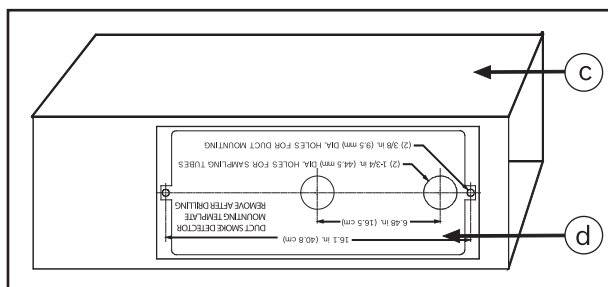 c
(2) 3/8 in. (9.5 mm) DIA. HOLES FOR DUCT MOUNTING
(2) 1-3/4 in. (44.5 mm) DIA. HOLES FOR SAMPLING TUBES
DUCT SMOKE DETECTOR
MOUNTING TEMPLATE
REMOVE AFTER DRILLING
6.48 in. (16.5 cm)
16.1 in. (40.8 cm)
d